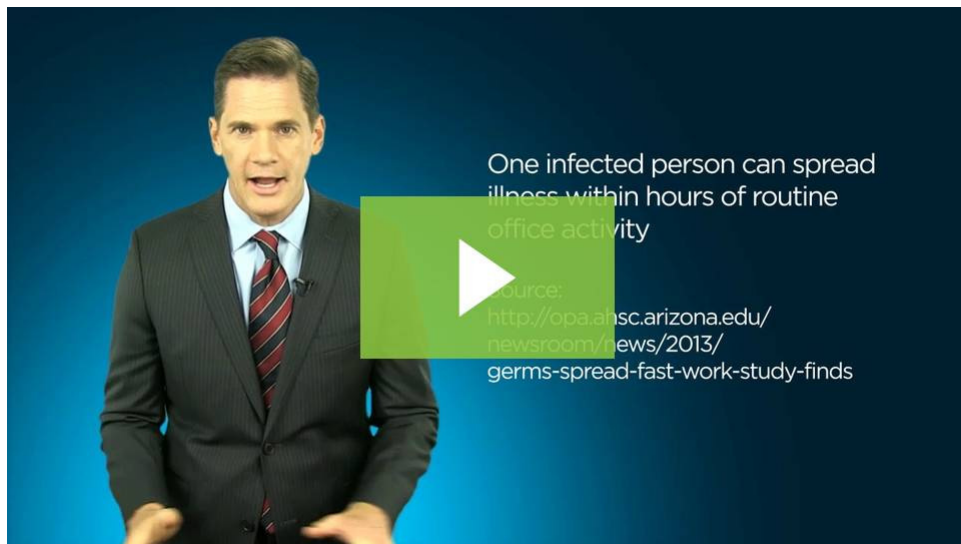 One infected person can spread
illness within hours of routine
office activity
Source:
http://opa.ahsc.arizona.edu/
newsroom/news/2013/
germs-spread-fast-work-study-finds